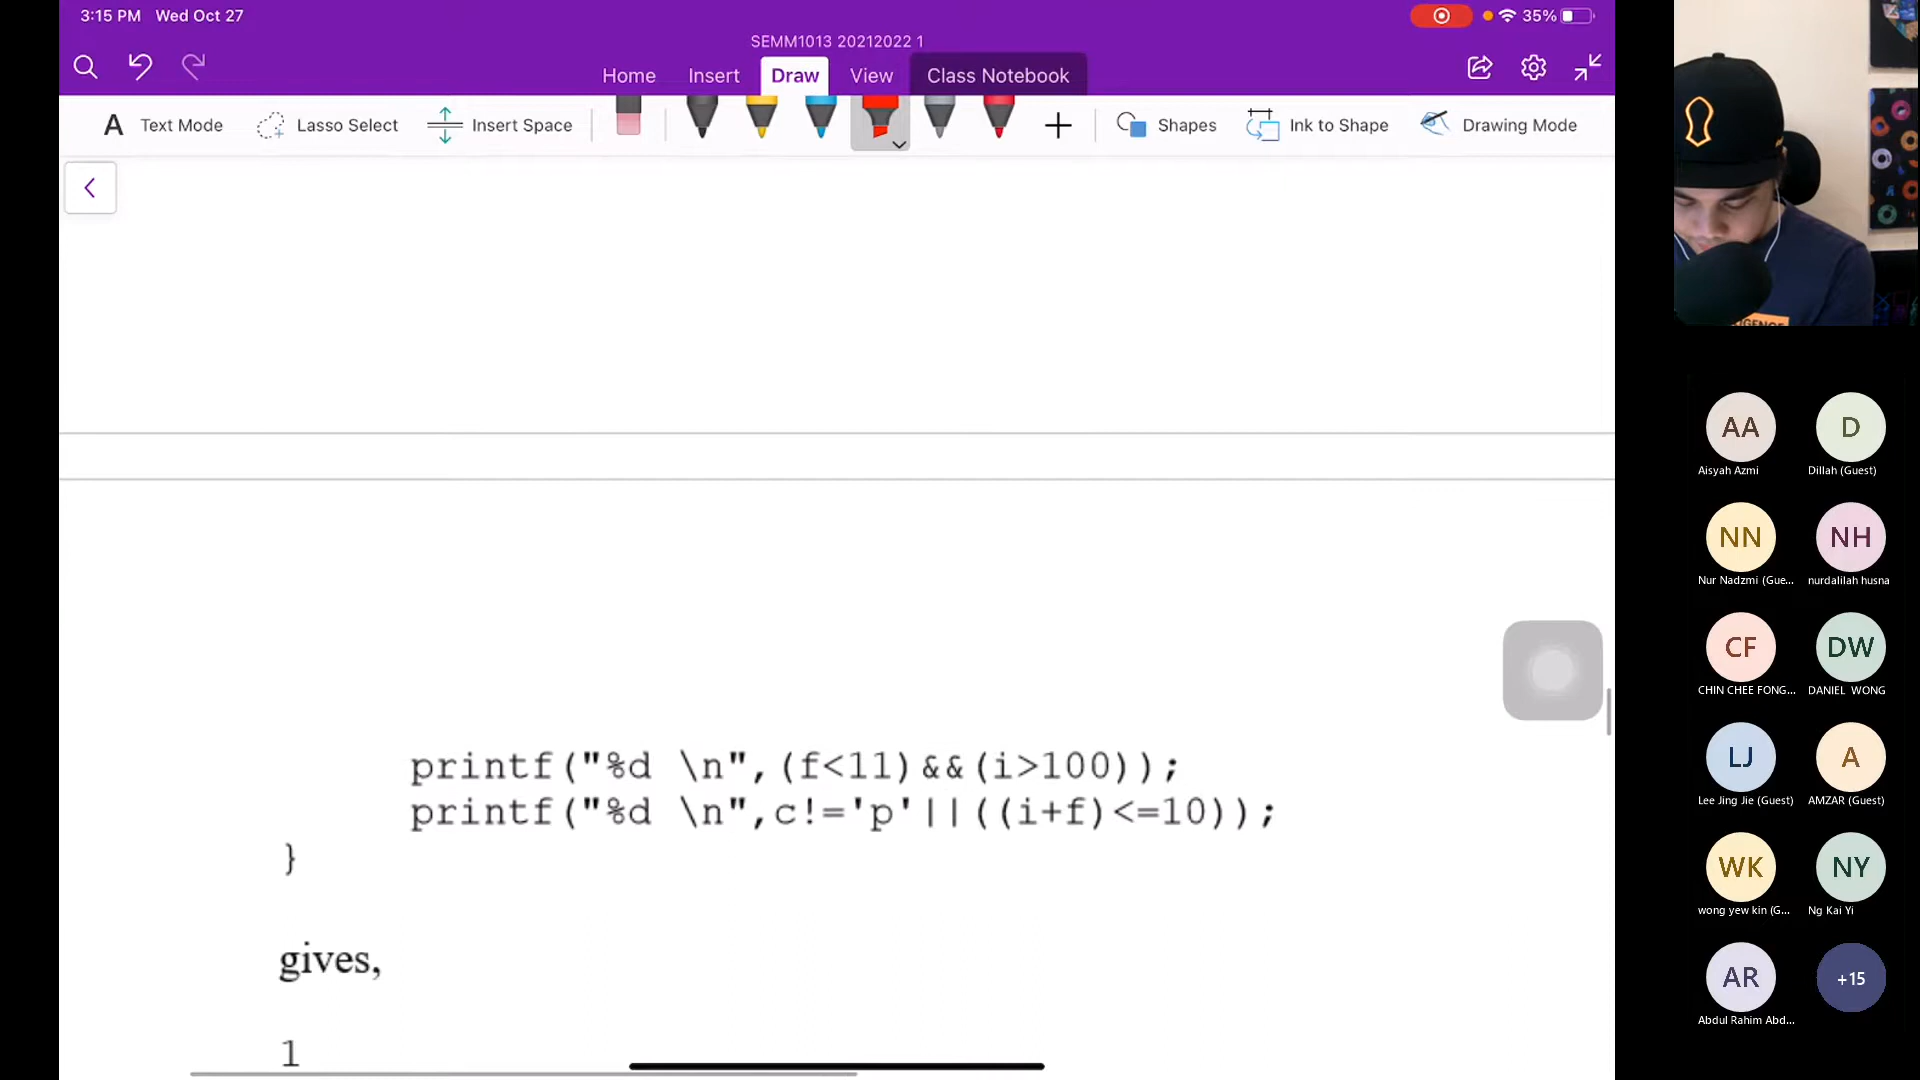 3:15 PM Wed Oct 27
35%
SEMM1013 20212022 1
Home Insert Draw View Class Notebook
A Text Mode Lasso Select Insert Space Shapes Ink to Shape Drawing Mode
printf("%d \n",(f<11)&&(i>100));
printf("%d \n",c!='p'||((i+f)<=10));
}
gives,
1
AA D
Aisyah Azmi Dillah (Guest)
NN NH
Nur Nadzmi (Gue... nurdalilah husna
CF DW
CHIN CHEE FONG... DANIEL WONG
LJ A
Lee Jing Jie (Guest) AMZAR (Guest)
WK NY
wong yew kin (G... Ng Kai Yi
AR +15
Abdul Rahim Abd...